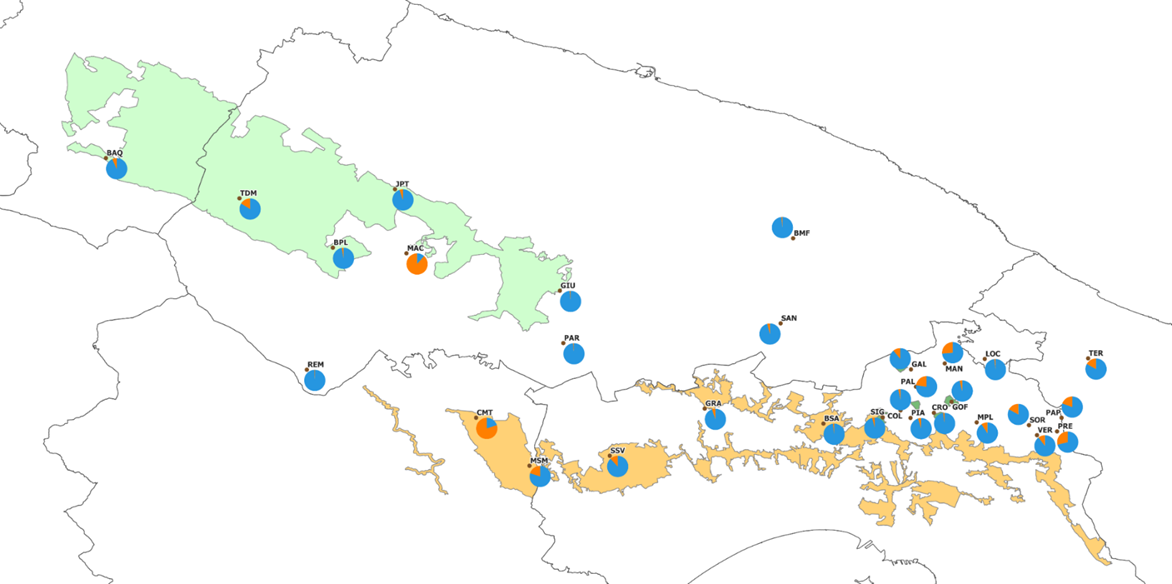 BAQ
TDM
JPT
BPL
MAC
BMF
GIU
SAN
PAR
REM
LOC
TER
GAL
MAN
PAL
GRA
CMT
BSA
SIG
COL
PIA
CRO
GOF
MPL
SOR
PAP
VER
PRE
SSV
MSM